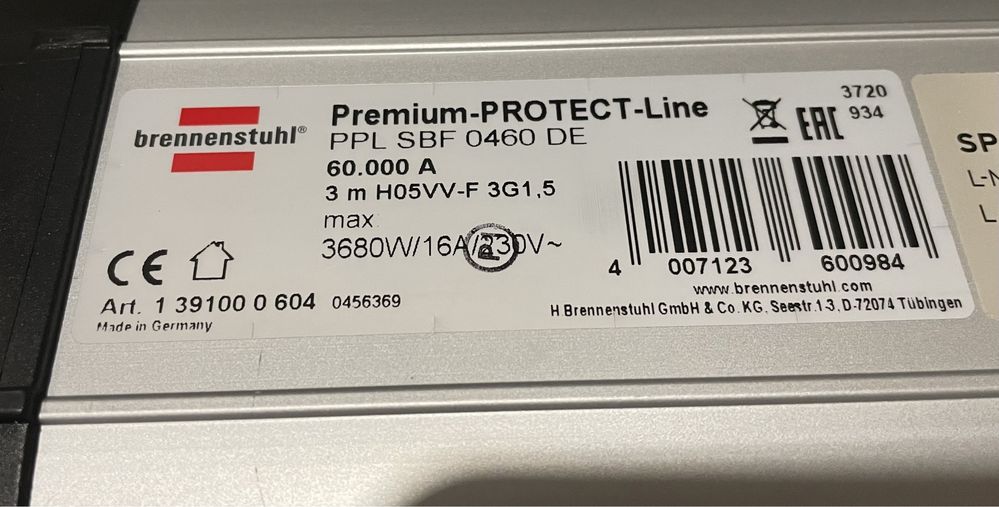 brennenstuhl®
Premium-PROTECT-Line
PPL SBF 0460 DE
60.000 A
3 m H05VV-F 3G1,5
max.
3680W/16A/230V~
CE
Art. 1 39100 0 604 0456369
Made in Germany
EAC
3720
934
4 007123 600984
www.brennenstuhl.com
H Brennenstuhl GmbH & Co. KG, Seestr.1-3, D-72074 Tübingen
SP
L-N
L